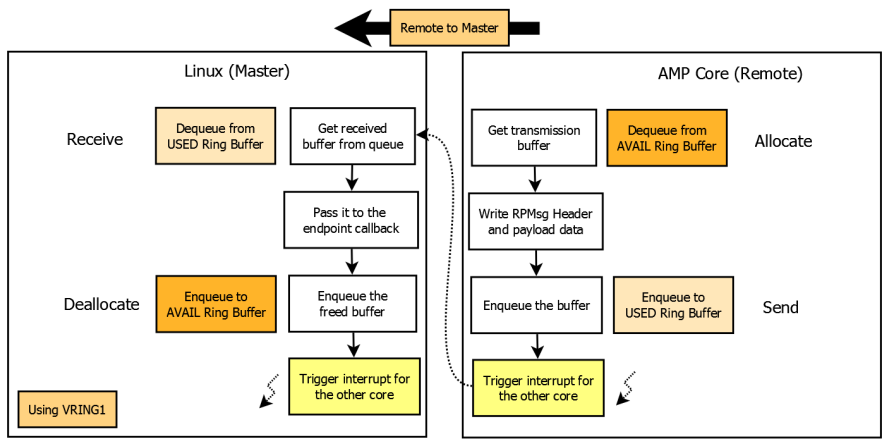 Remote to Master
Linux (Master)
Receive
Dequeue from
USED Ring Buffer
Get received
buffer from queue
Pass it to the
endpoint callback
Deallocate
Enqueue to
AVAIL Ring Buffer
Enqueue the
freed buffer
Trigger interrupt for
the other core
Using VRING1
AMP Core (Remote)
Get transmission
buffer
Dequeue from
AVAIL Ring Buffer
Allocate
Write RPMsg Header
and payload data
Enqueue the buffer
Enqueue to
USED Ring Buffer
Send
Trigger interrupt for
the other core